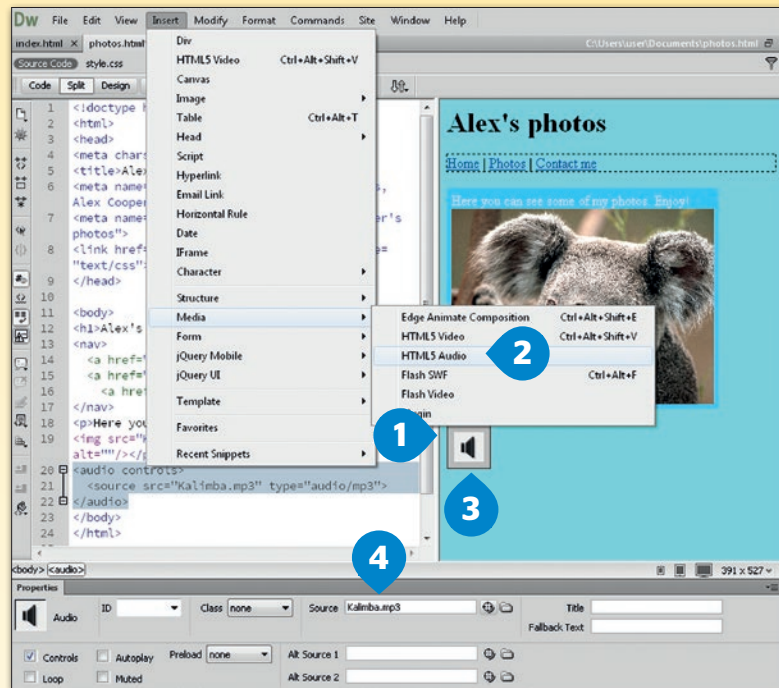 Dw File Edit View Insert Modify Format Commands Site Window Help
index.html × photos.html C:\Users\user\Documents\photos.html
Source Code style.css
Code Split Design
Div
HTML5 Video Ctrl+Alt+Shift+V
Canvas
Image
Table Ctrl+Alt+T
Head
Script
Hyperlink
Email Link
Horizontal Rule
Date
IFrame
Character
Structure
Media
Form
jQuery Mobile
jQuery UI
Template
Favorites
Recent Snippets
Edge Animate Composition Ctrl+Alt+Shift+E
HTML5 Video Ctrl+Alt+Shift+V
HTML5 Audio
Flash SWF Ctrl+Alt+F
Flash Video
1
2
3
4
1 <!doctype
2 <html>
3 <head>
4 <meta
5 <title>
6 <meta
Alex Cooper
7 <meta
photos">
8 <link
"text/css">
9 </head>
10
11 <body>
12 <h1>Alex's
13 <nav>
14 <a
15 <a
16 <a
17 </nav>
18 <p>Here
19 <img
alt=""/></p>
20 <audio controls>
21 <source src="Kalimba.mp3" type="audio/mp3">
22 </audio>
23 </body>
24 </html>
Alex's photos
Home | Photos | Contact me
Here you can see some of my photos. Enjoy!
<body> <audio> 391 x 527
Properties
Audio ID Class none Source Kalimba.mp3 Title
Fallback Text
Controls Autoplay Preload none Alt Source 1
Loop Muted Alt Source 2